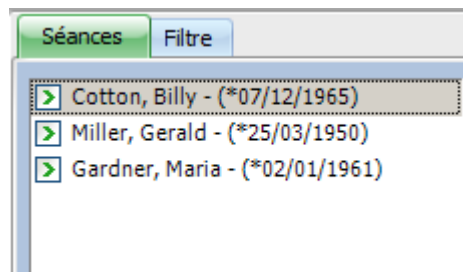 Séances Filtre
Cotton, Billy - (*07/12/1965)
Miller, Gerald - (*25/03/1950)
Gardner, Maria - (*02/01/1961)